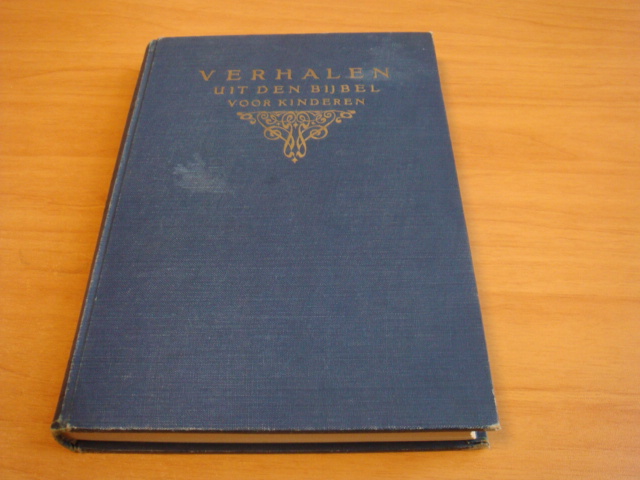 VERHALEN
UIT DEN BIJBEL
VOOR KINDEREN